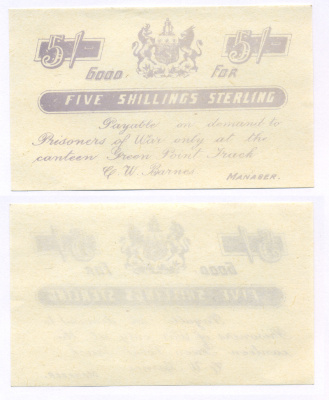 5/- 5/-
GOOD FOR
FIVE SHILLINGS STERLING
Payable on demand to
Prisoners of War only at the
canteen Green Point Track
G. W. Barnes
MANAGER.